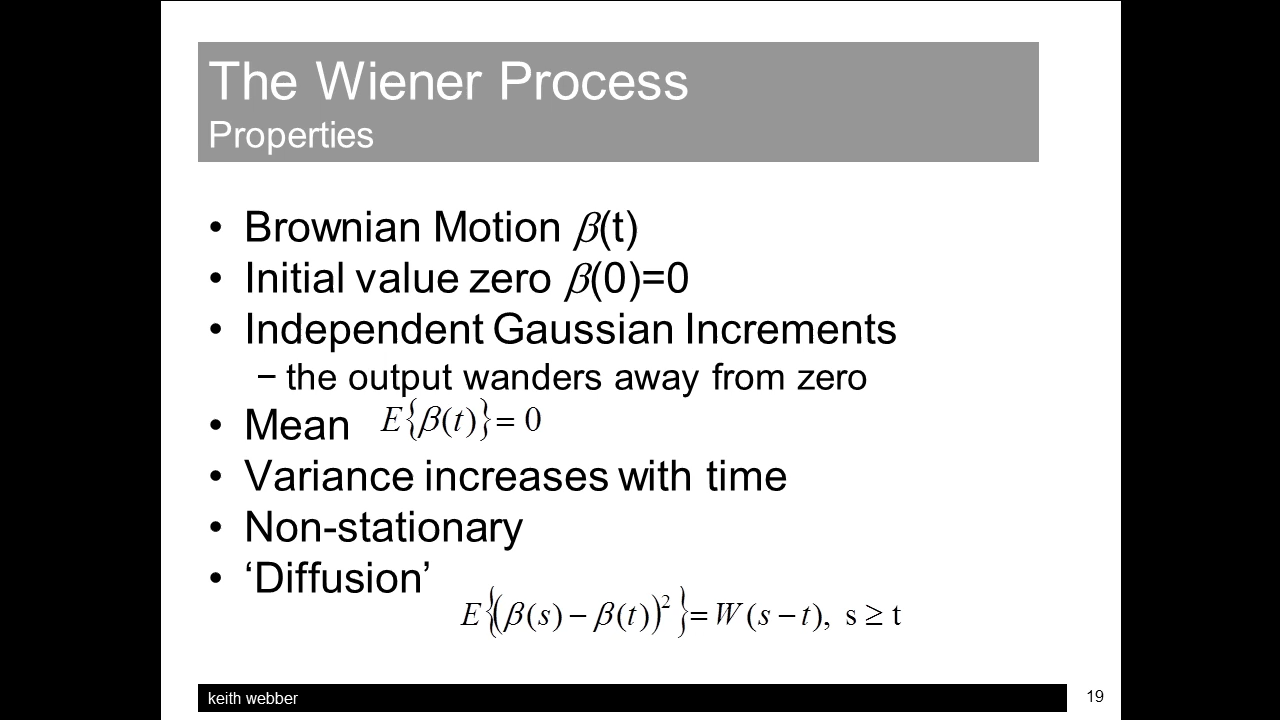 The Wiener Process
Properties
• Brownian Motion β(t)
• Initial value zero β(0)=0
• Independent Gaussian Increments
− the output wanders away from zero
• Mean E{β(t)}= 0
• Variance increases with time
• Non-stationary
• ‘Diffusion’
E{(β(s) − β(t))²}= W(s − t), s ≥ t
keith webber
19